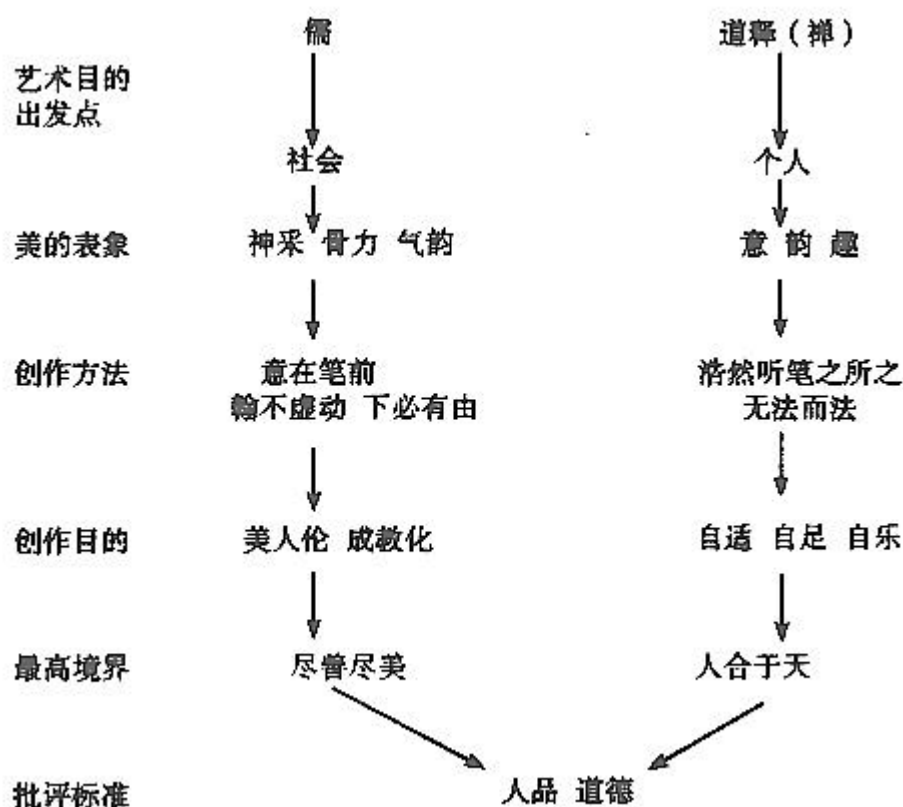 儒 道释（禅）
艺术目的
出发点
社会 个人
美的表象 神采 骨力 气韵 意 韵 趣
创作方法 意在笔前 浩然听笔之所之
翰不虚动 下必有由 无法而法
创作目的 美人伦 成教化 自适 自足 自乐
最高境界 尽善尽美 人合于天
批评标准 人品 道德